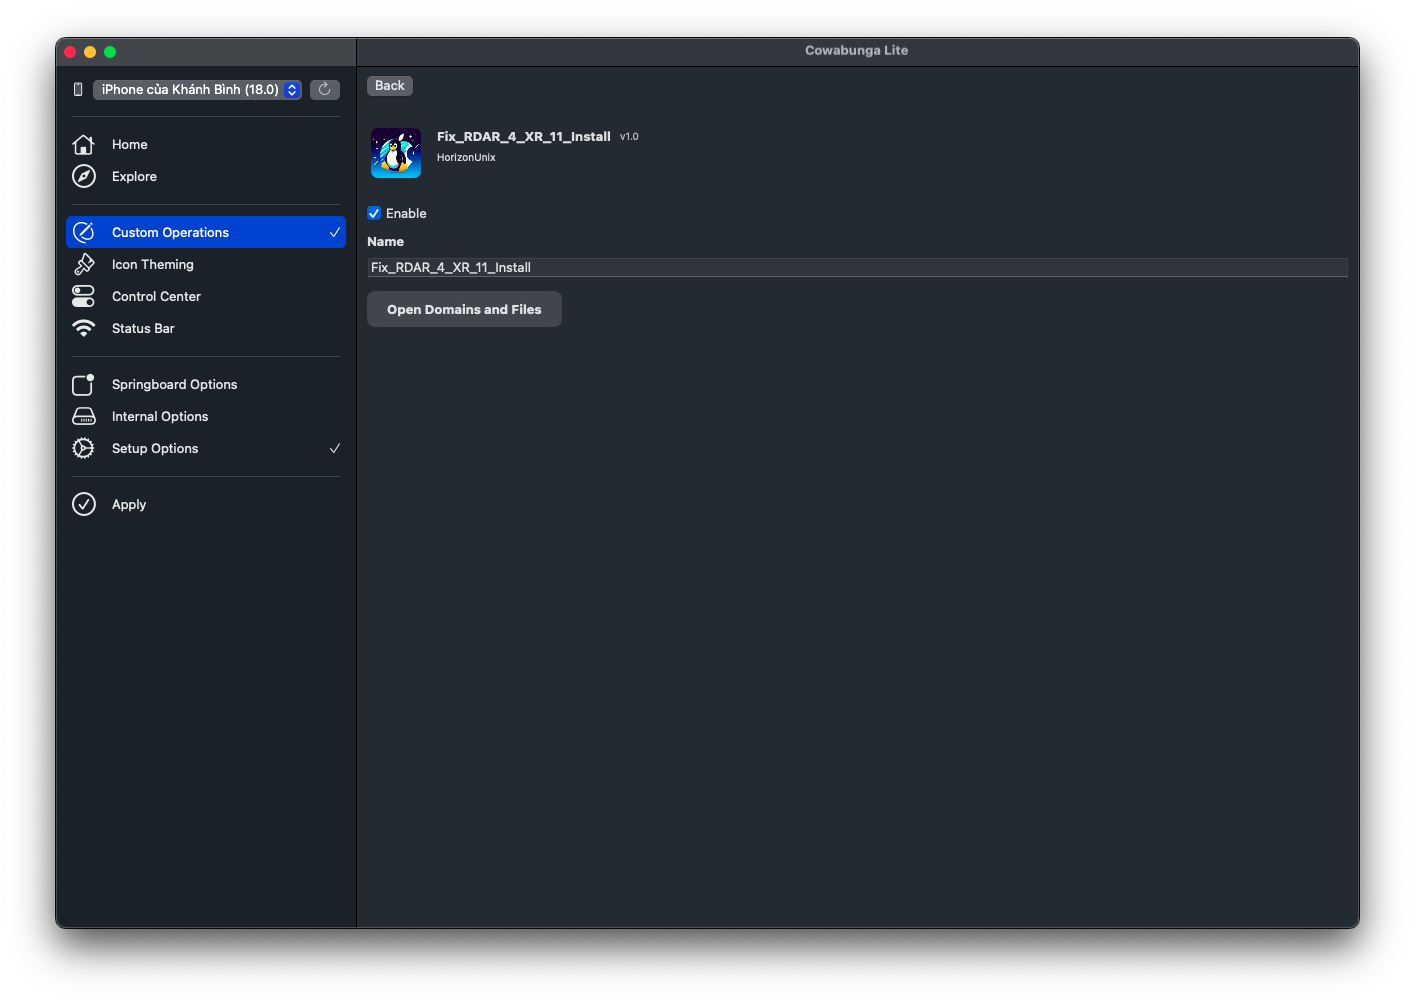 Cowabunga Lite
iPhone của Khánh Bình (18.0)
Home
Explore
Custom Operations
Icon Theming
Control Center
Status Bar
Springboard Options
Internal Options
Setup Options
Apply
Back
Fix_RDAR_4_XR_11_Install v1.0
HorizonUnix
Enable
Name
Fix_RDAR_4_XR_11_Install
Open Domains and Files